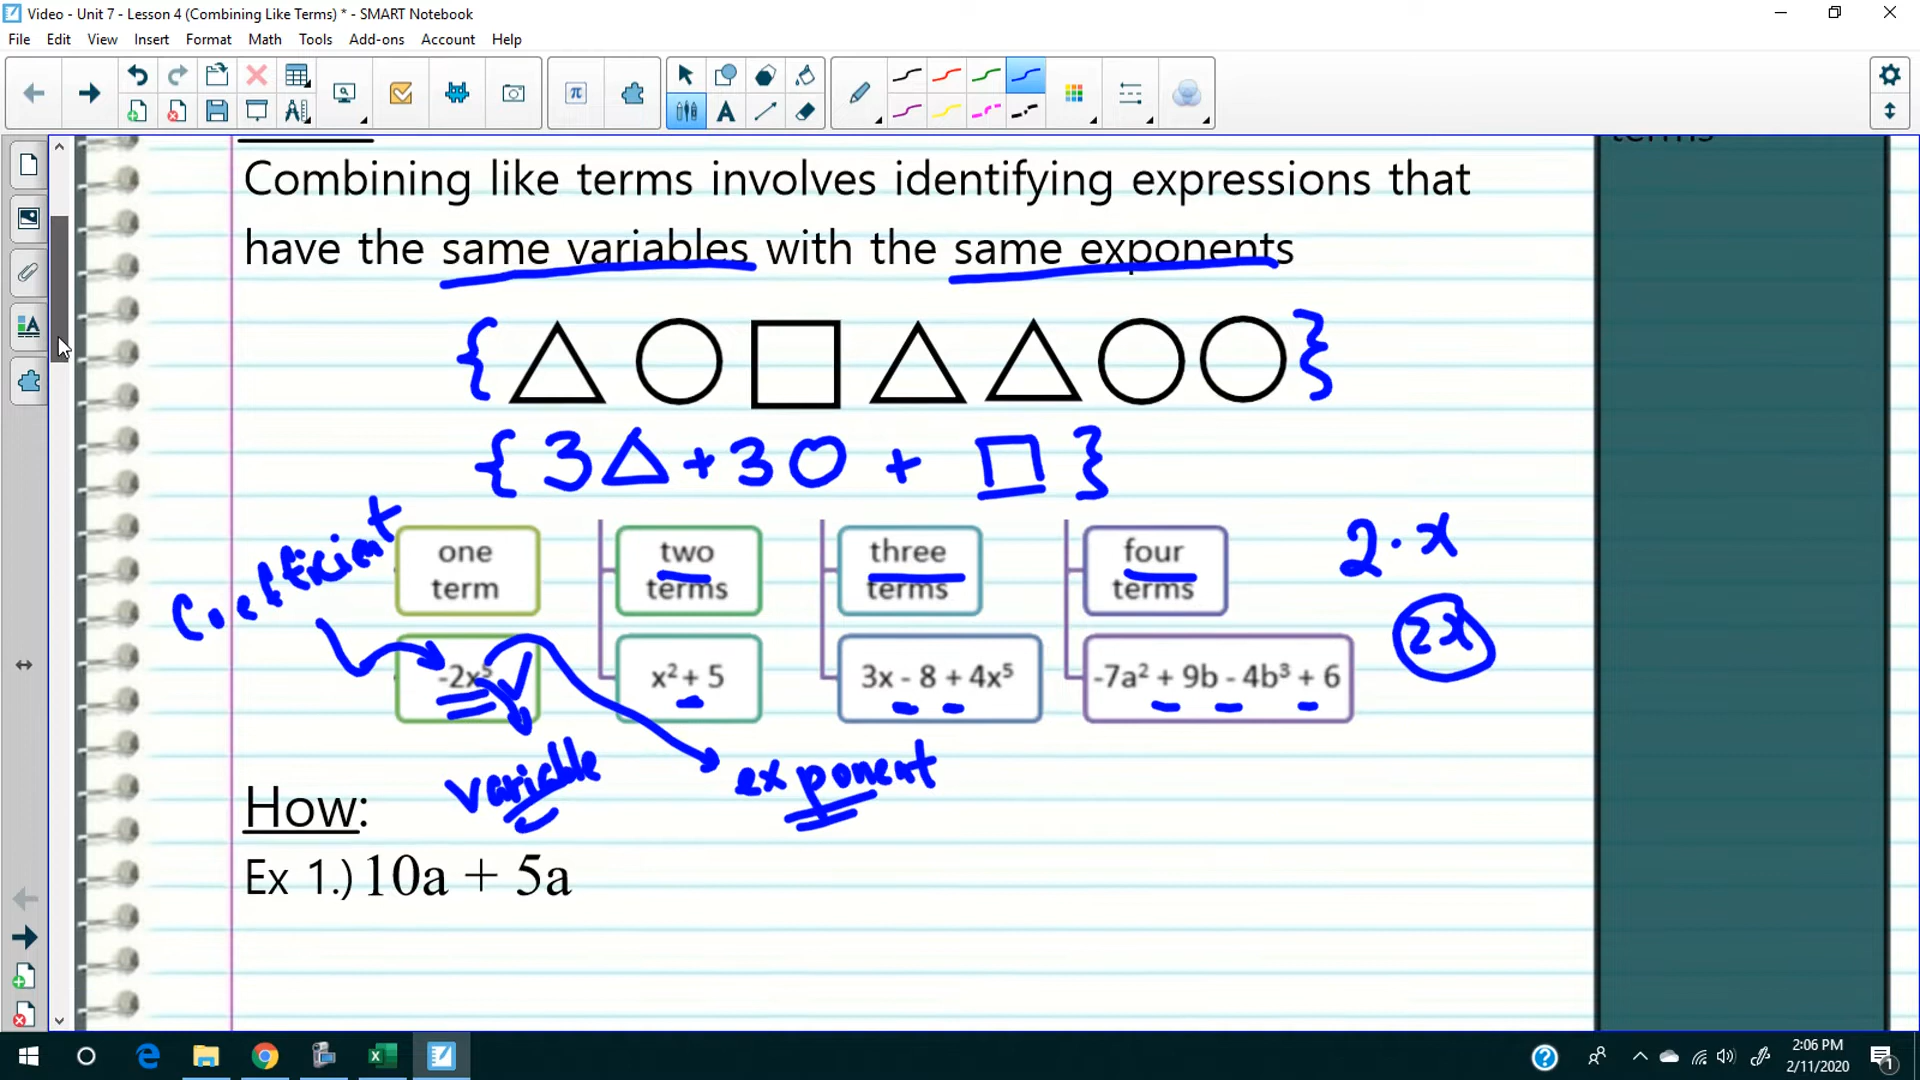 Video - Unit 7 - Lesson 4 (Combining Like Terms) * - SMART Notebook
File Edit View Insert Format Math Tools Add-ons Account Help
Combining like terms involves identifying expressions that
have the same variables with the same exponents
{ △ ○ □ △ △ ○ ○ }
{ 3△ + 3○ + □ }
Coefficient
one term
two terms
three terms
four terms
2 · x
2x
-2x⁵
x² + 5
3x - 8 + 4x⁵
-7a² + 9b - 4b³ + 6
variable
exponent
How:
Ex 1.) 10a + 5a
terms
2:06 PM
2/11/2020
1